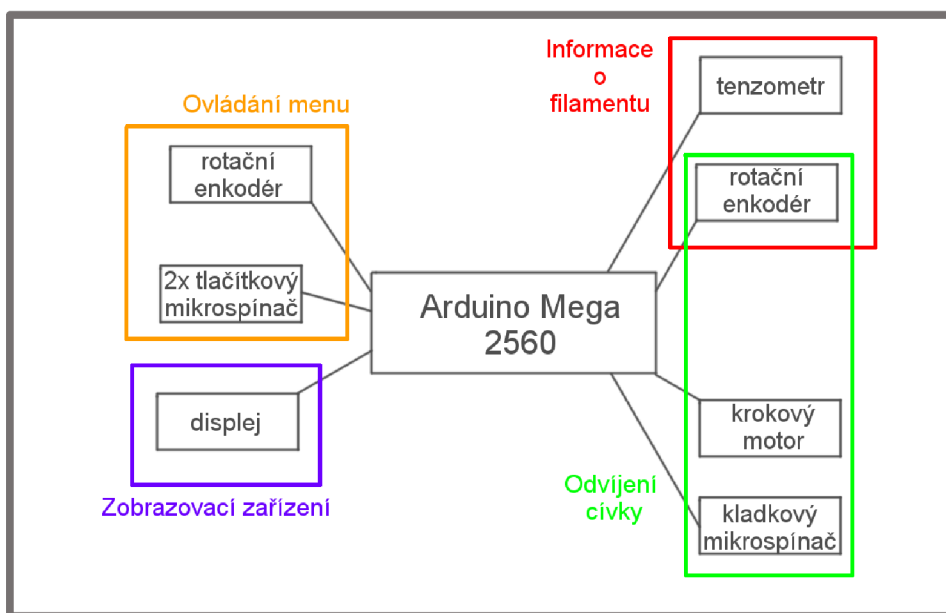 Informace
o
filamentu
tenzometr
Ovládání menu
rotační
enkodér
rotační
enkodér
2x tlačítkový
mikrospínač
Arduino Mega
2560
displej
krokový
motor
Odvíjení
cívky
Zobrazovací zařízení
kladkový
mikrospínač